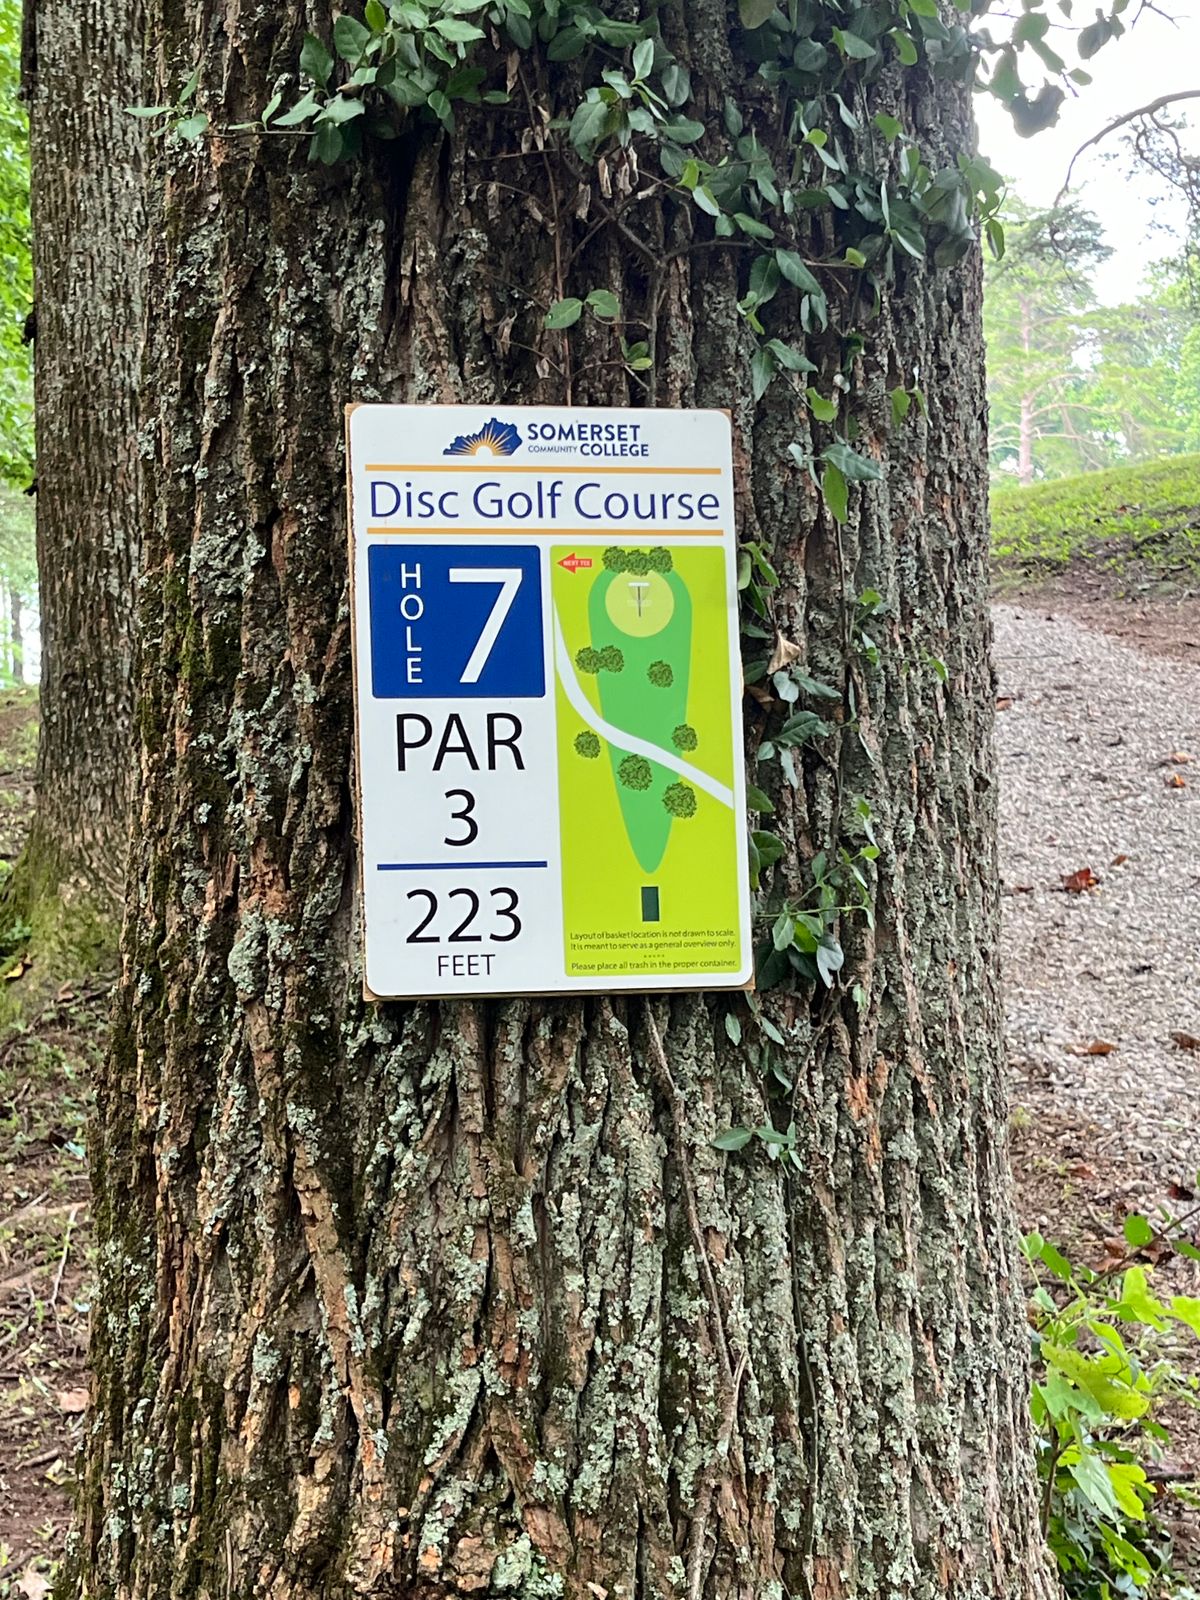 SOMERSET
COMMUNITY COLLEGE
Disc Golf Course
HOLE
7
PAR
3
223
FEET
NEXT TEE
Layout of basket location is not drawn to scale.
It is meant to serve as a general overview only.
*****
Please place all trash in the proper container.